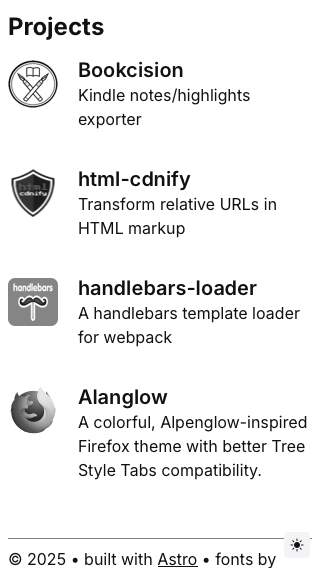 Projects
Bookcision
Kindle notes/highlights
exporter
html
cdnify
html-cdnify
Transform relative URLs in
HTML markup
handlebars
handlebars-loader
A handlebars template loader
for webpack
Alanglow
A colorful, Alpenglow-inspired
Firefox theme with better Tree
Style Tabs compatibility.
© 2025 • built with Astro • fonts by